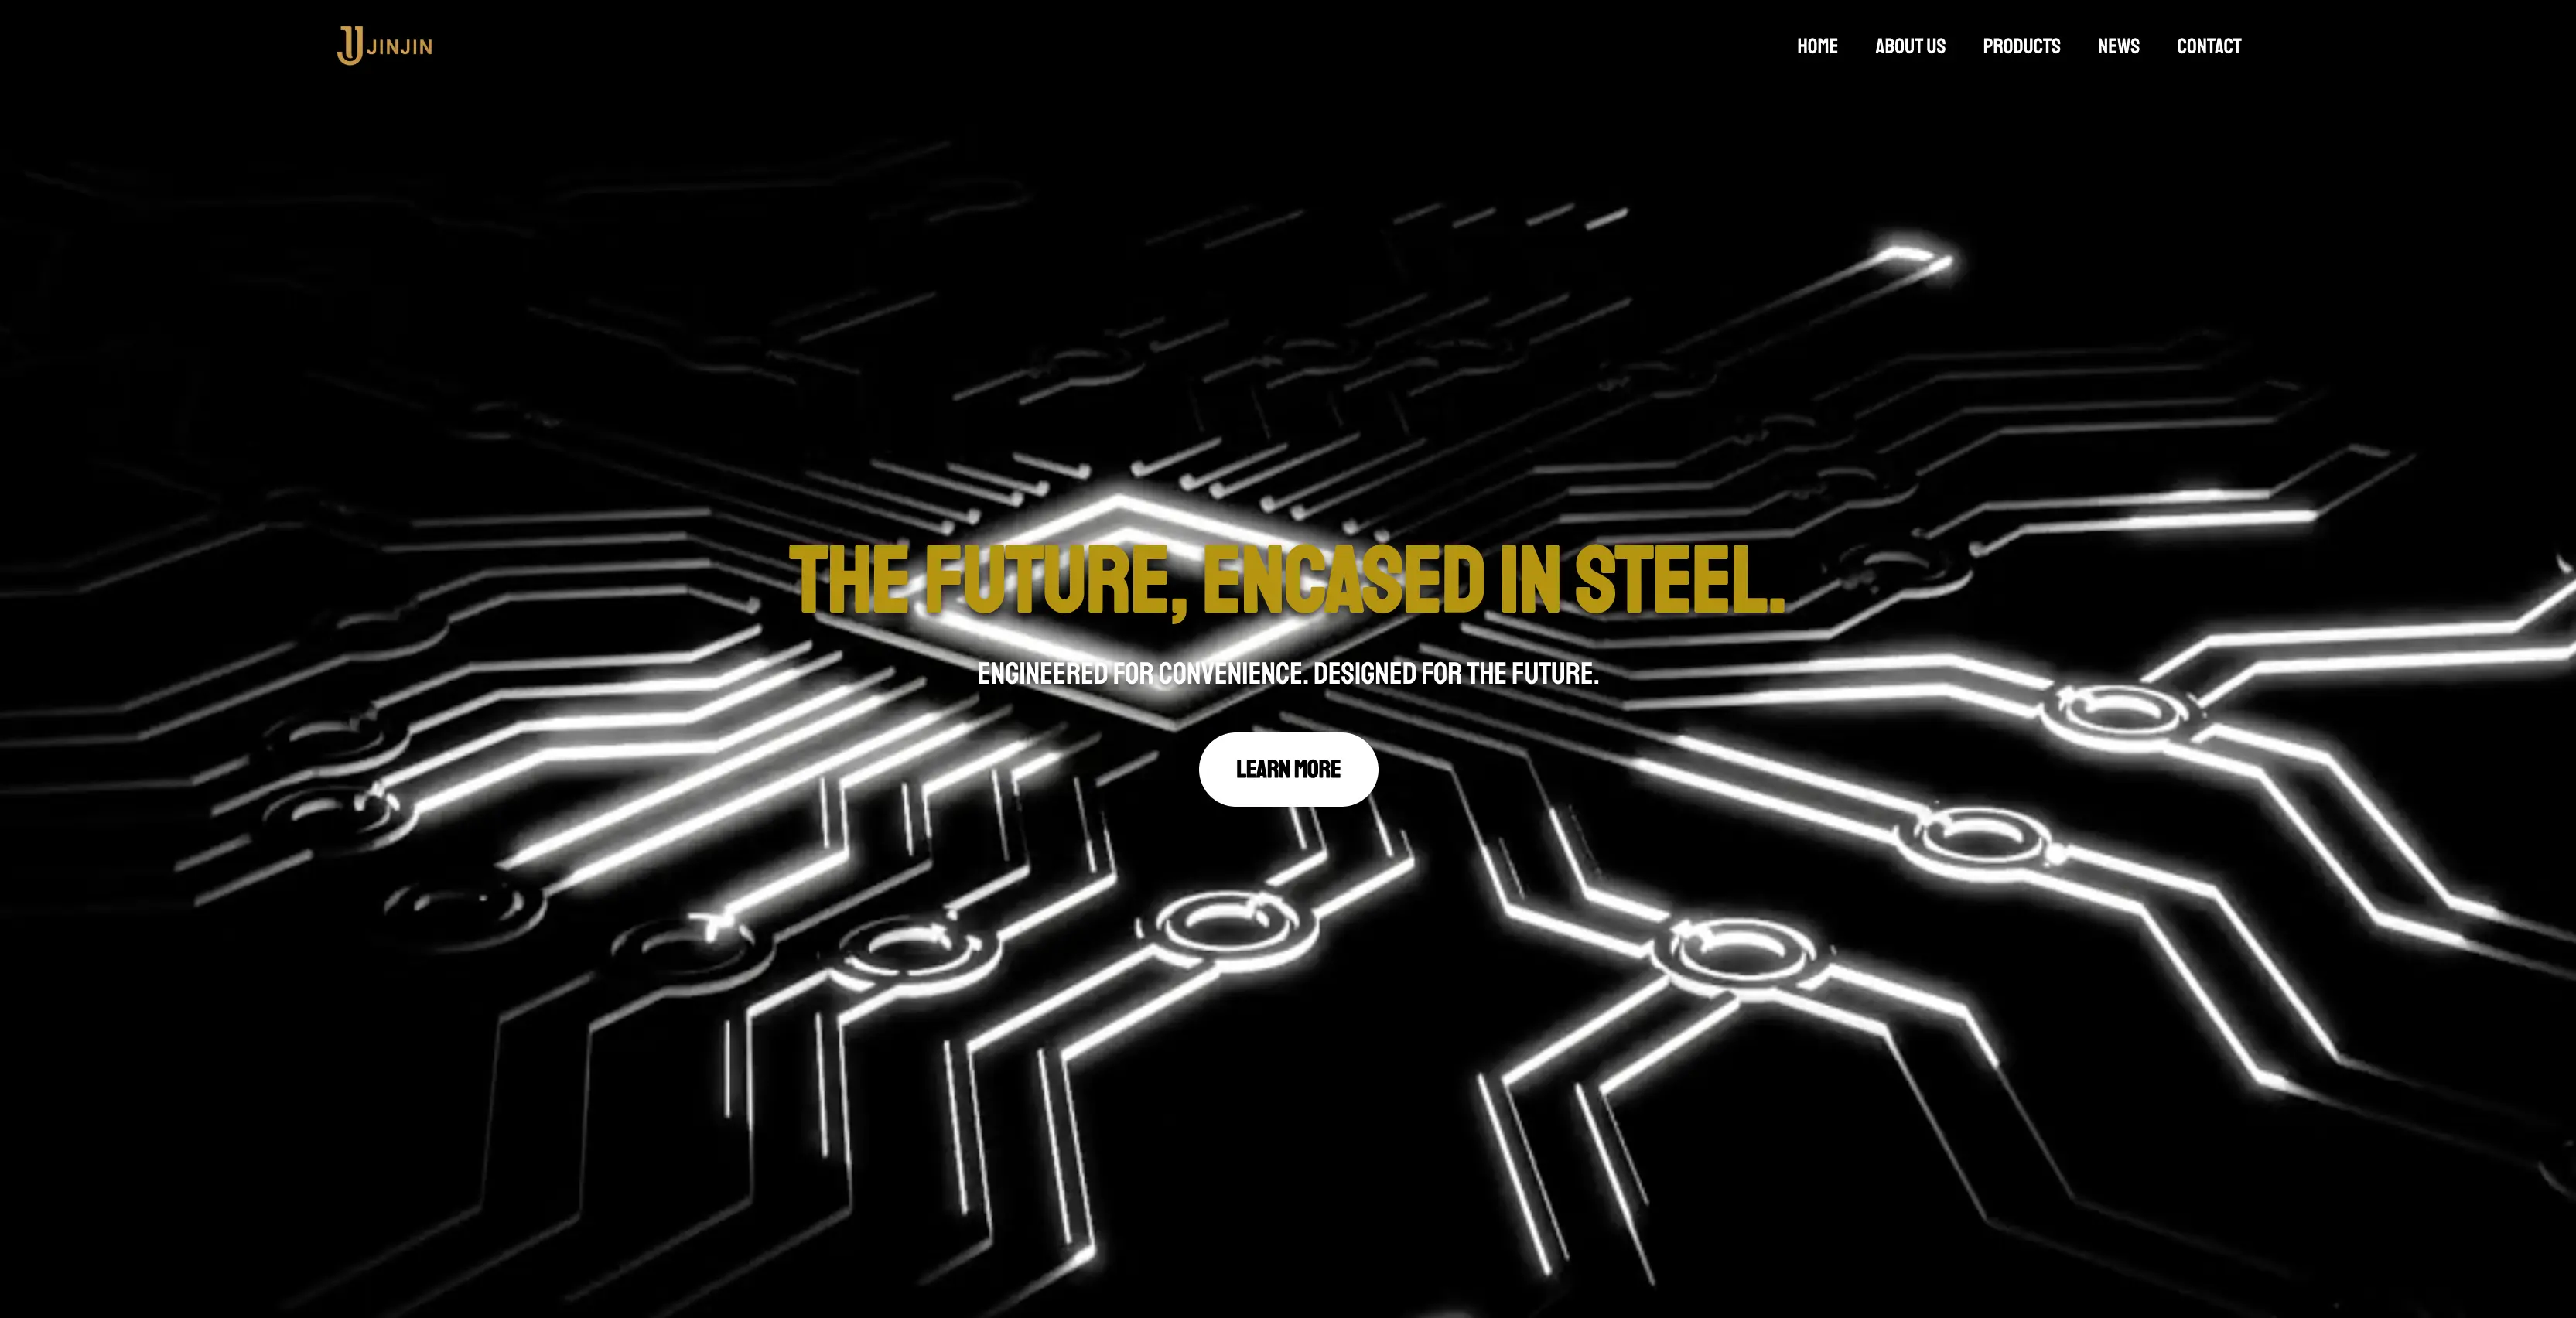 JINJIN
HOME ABOUT US PRODUCTS NEWS CONTACT
THE FUTURE, ENCASED IN STEEL.
ENGINEERED FOR CONVENIENCE. DESIGNED FOR THE FUTURE.
LEARN MORE